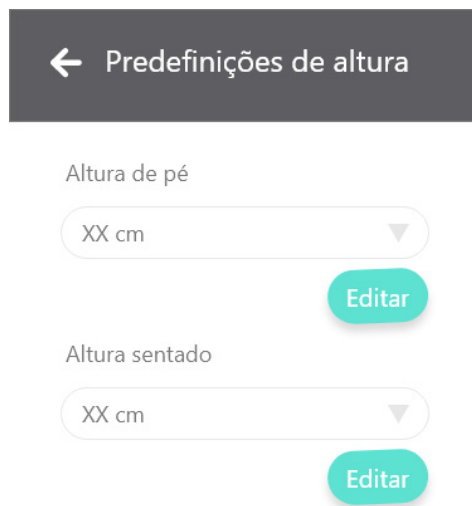 Predefinições de altura
Altura de pé
XX cm
Editar
Altura sentado
XX cm
Editar